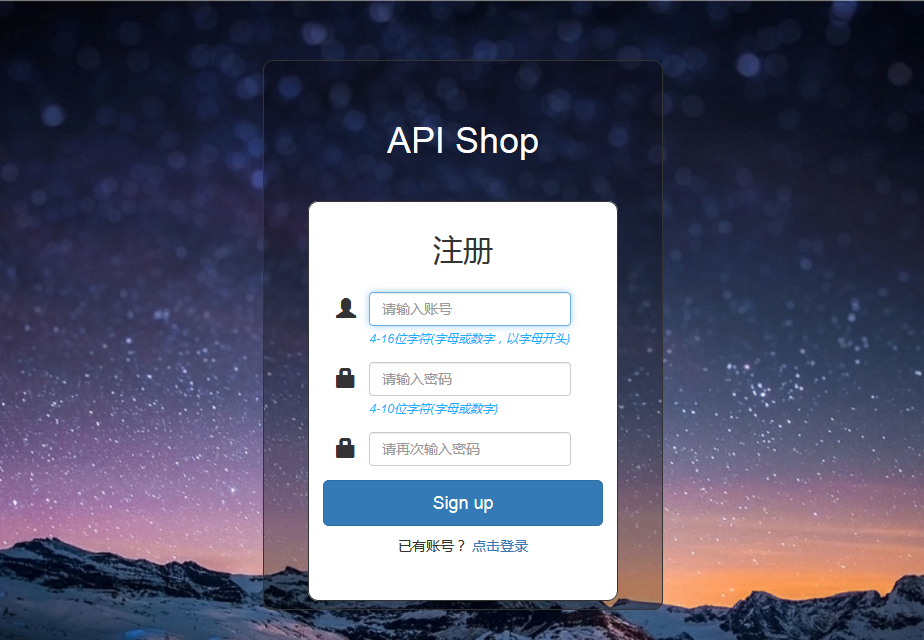 API Shop
注册
请输入账号
4-16位字符(字母或数字，以字母开头)
请输入密码
4-10位字符(字母或数字)
请再次输入密码
Sign up
已有账号？ 点击登录